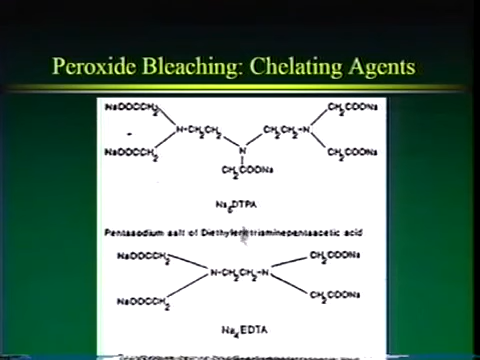 Peroxide Bleaching: Chelating Agents
NaOOCCH2 CH2COONa
N-CH2CH2 CH2CH2-N
NaOOCCH2 N CH2COONa
CH2COONa
Na5DTPA
Pentasodium salt of Diethylenetriaminepentaacetic acid
NaOOCCH2 CH2COONa
N-CH2CH2-N
NaOOCCH2 CH2COONa
Na4EDTA